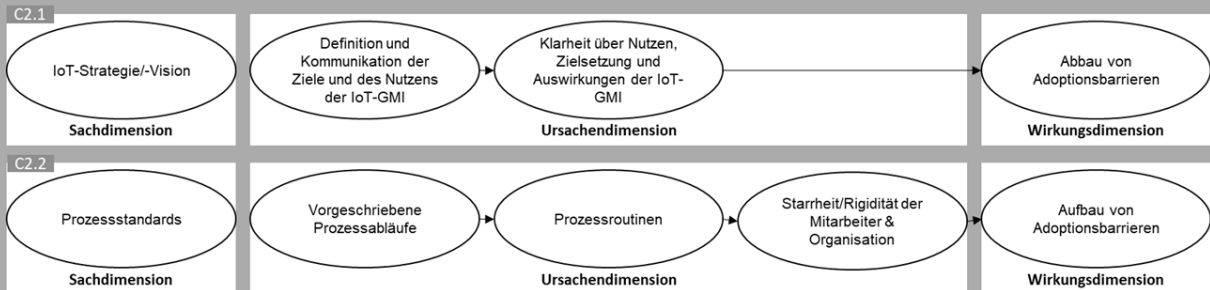 C2.1
IoT-Strategie/-Vision
Sachdimension
Definition und
Kommunikation der
Ziele und des Nutzens
der IoT-GMI
Klarheit über Nutzen,
Zielsetzung und
Auswirkungen der IoT-
GMI
Ursachendimension
Abbau von
Adoptionsbarrieren
Wirkungsdimension
C2.2
Prozessstandards
Sachdimension
Vorgeschriebene
Prozessabläufe
Prozessroutinen
Starrheit/Rigidität der
Mitarbeiter &
Organisation
Ursachendimension
Aufbau von
Adoptionsbarrieren
Wirkungsdimension